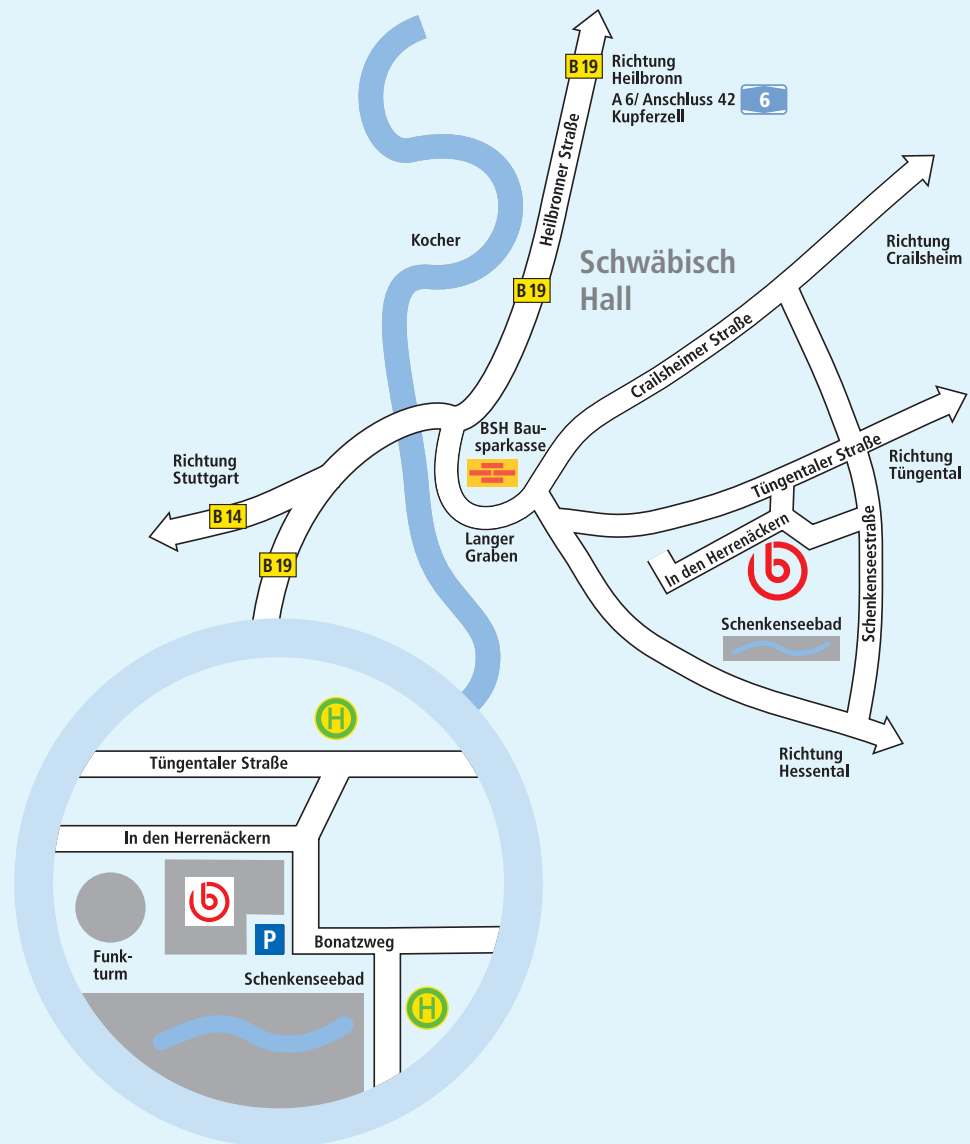 B 19
Richtung
Heilbronn
A 6/ Anschluss 42
Kupferzell
6
Heilbronner Straße
Kocher
Schwäbisch
Hall
B 19
Richtung
Crailsheim
Crailsheimer Straße
BSH Bau-
sparkasse
Richtung
Stuttgart
B 14
B 19
Langer
Graben
Tüngentaler Straße
Richtung
Tüngental
In den Herrenäckern
b
Schenkenseestraße
Schenkenseebad
Richtung
Hessental
H
Tüngentaler Straße
In den Herrenäckern
b
P
Bonatzweg
Funk-
turm
Schenkenseebad
H